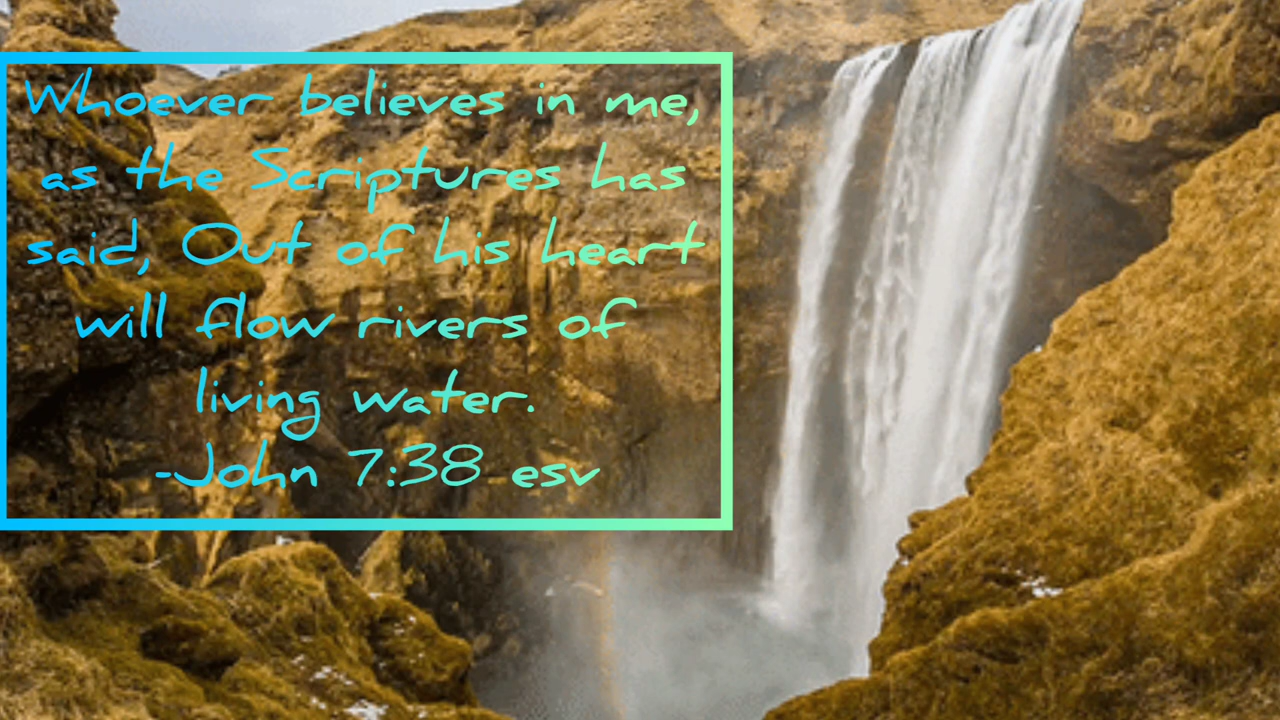 Whoever believes in me,
as the Scriptures has
said, Out of his heart
will flow rivers of
living water.
-John 7:38 esv